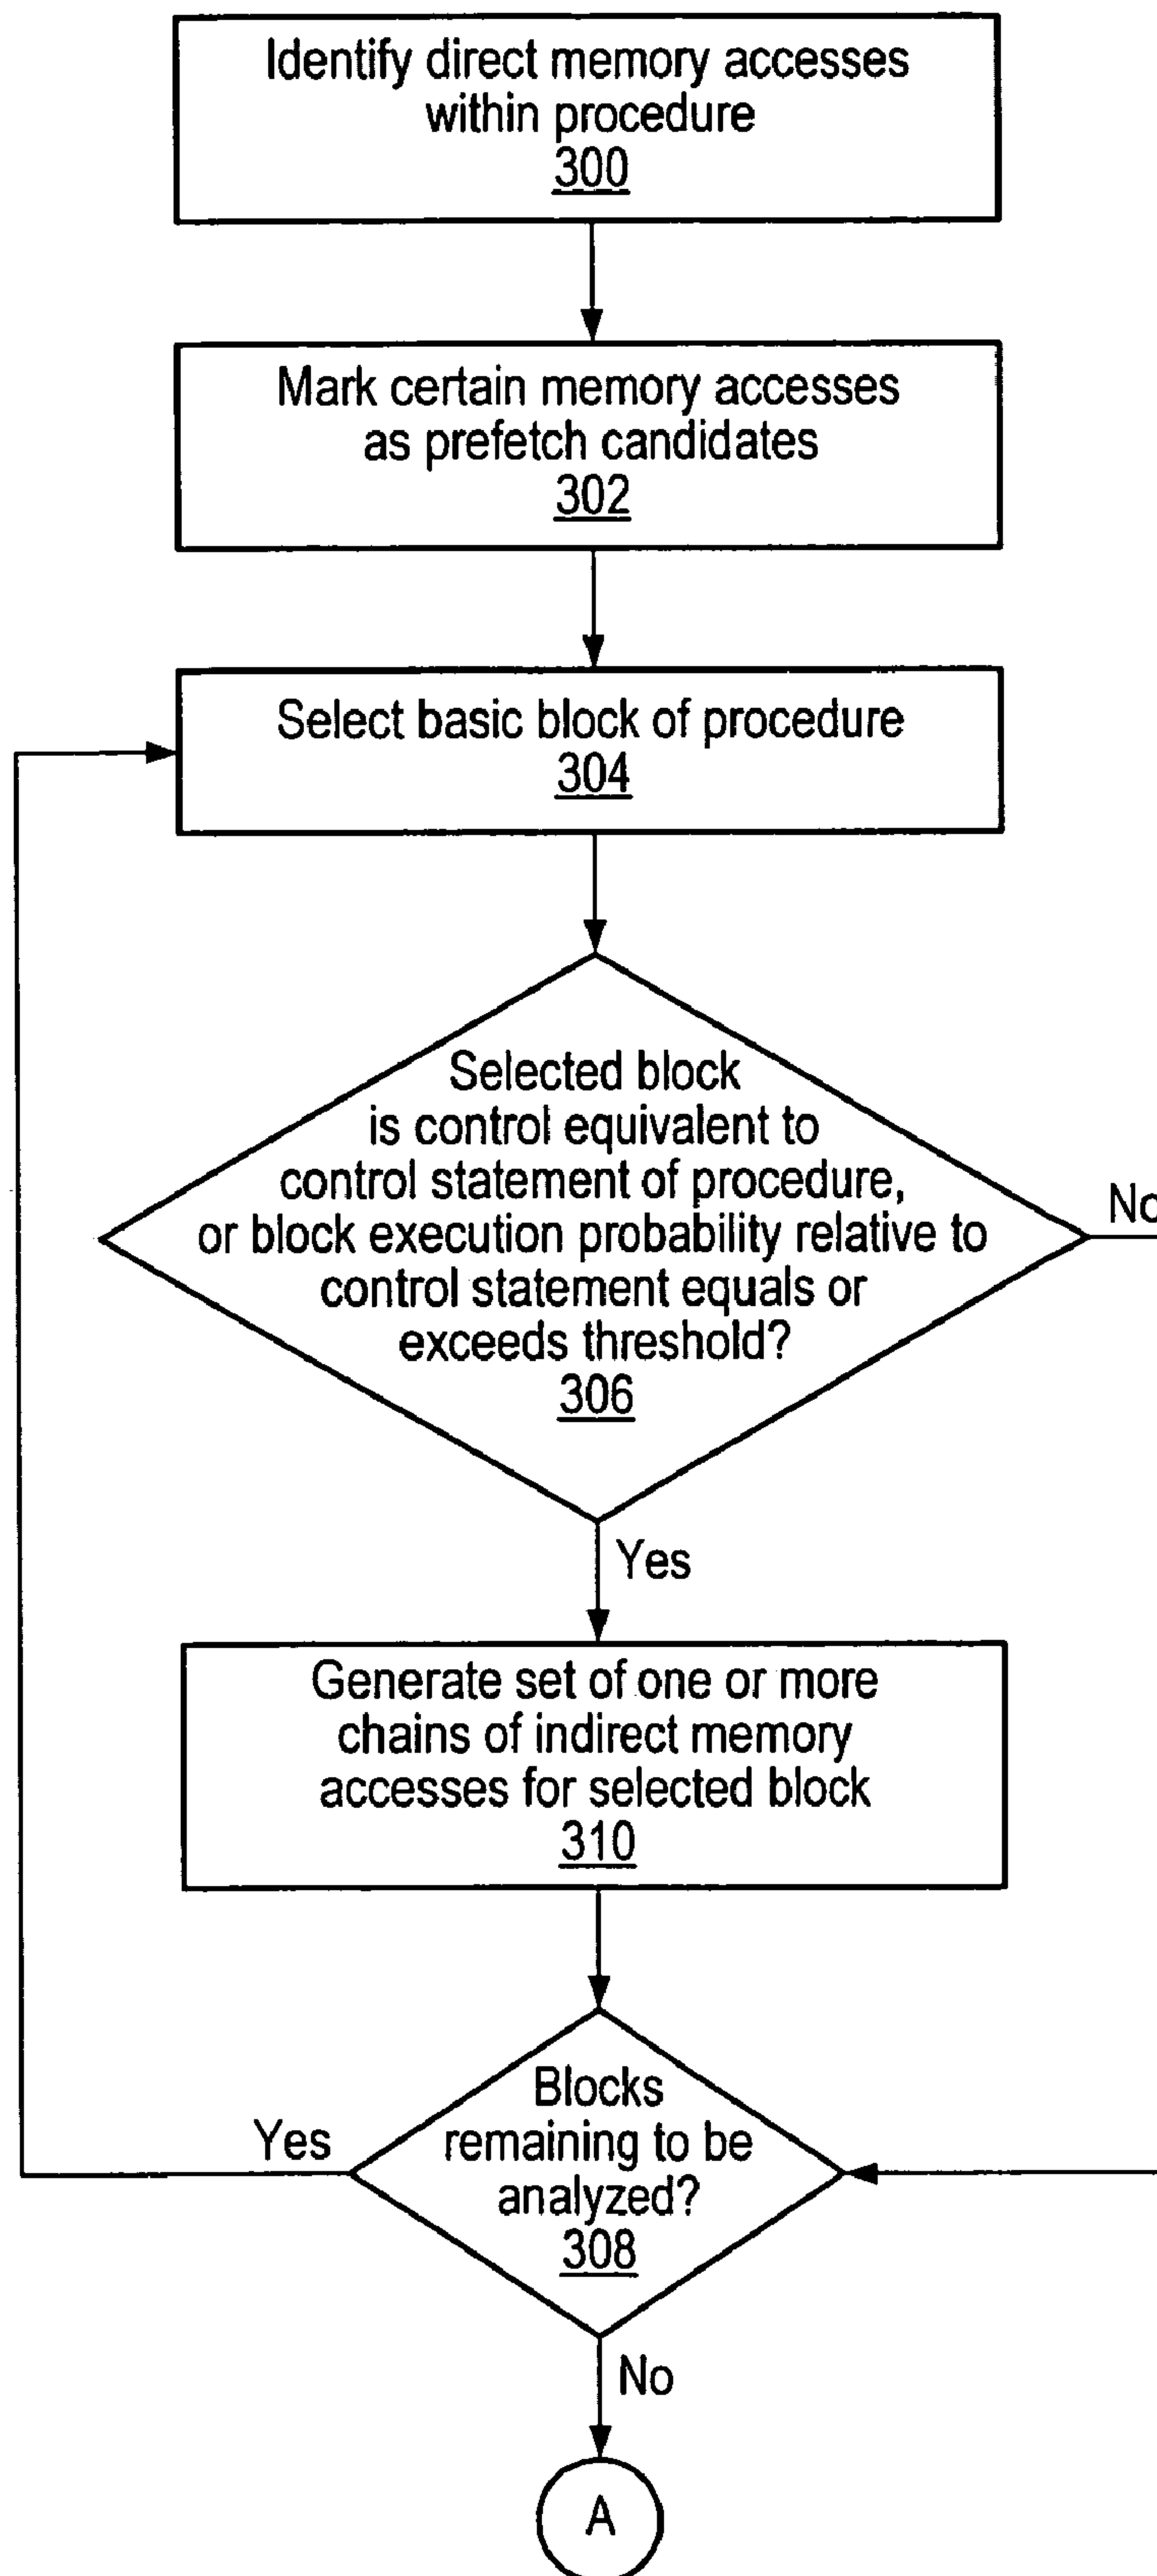 Identify direct memory accesses
within procedure
300
Mark certain memory accesses
as prefetch candidates
302
Select basic block of procedure
304
Selected block
is control equivalent to
control statement of procedure,
or block execution probability relative to
control statement equals or
exceeds threshold?
306
No
Yes
Generate set of one or more
chains of indirect memory
accesses for selected block
310
Blocks
remaining to be
analyzed?
308
Yes
No
A